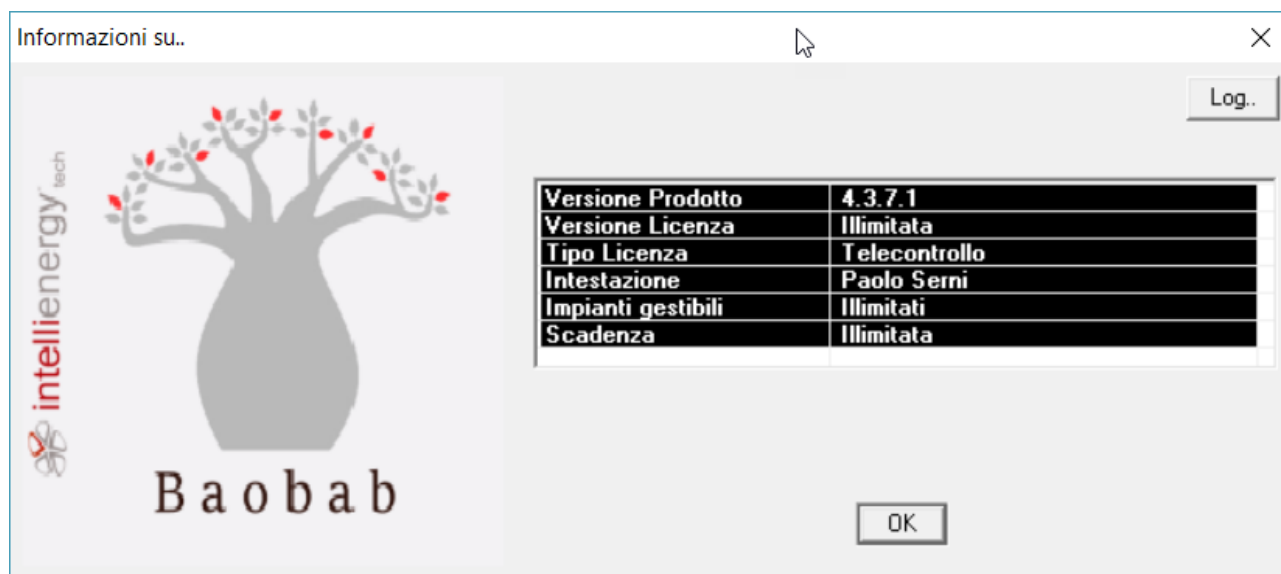 Informazioni su..
Log..
intellienergy tech
Versione Prodotto 4.3.7.1
Versione Licenza Illimitata
Tipo Licenza Telecontrollo
Intestazione Paolo Serni
Impianti gestibili Illimitati
Scadenza Illimitata
Baobab
OK